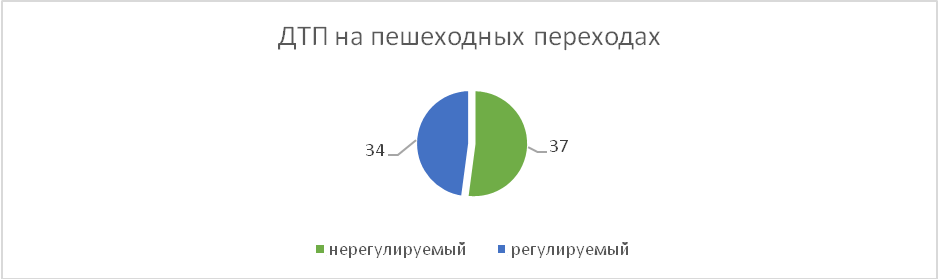 ДТП на пешеходных переходах
34
37
нерегулируемый
регулируемый